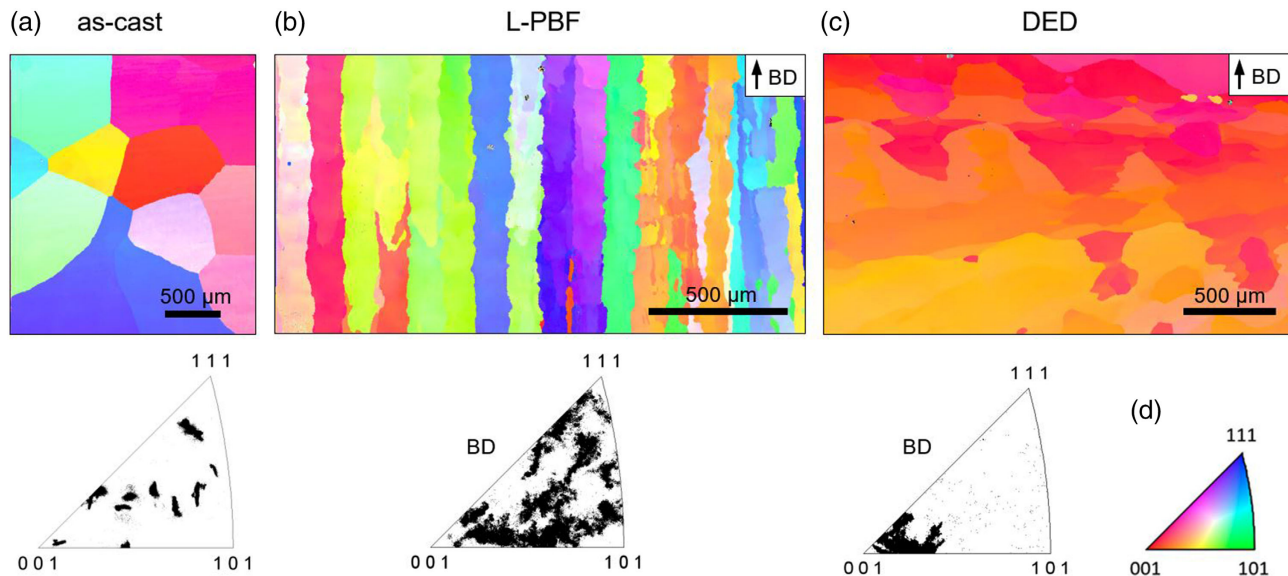 (a) as-cast
(b) L-PBF
(c) DED
BD
BD
500 µm
500 µm
500 µm
1 1 1
0 0 1
1 0 1
1 1 1
BD
0 0 1
1 0 1
1 1 1
BD
0 0 1
1 0 1
(d)
111
001
101